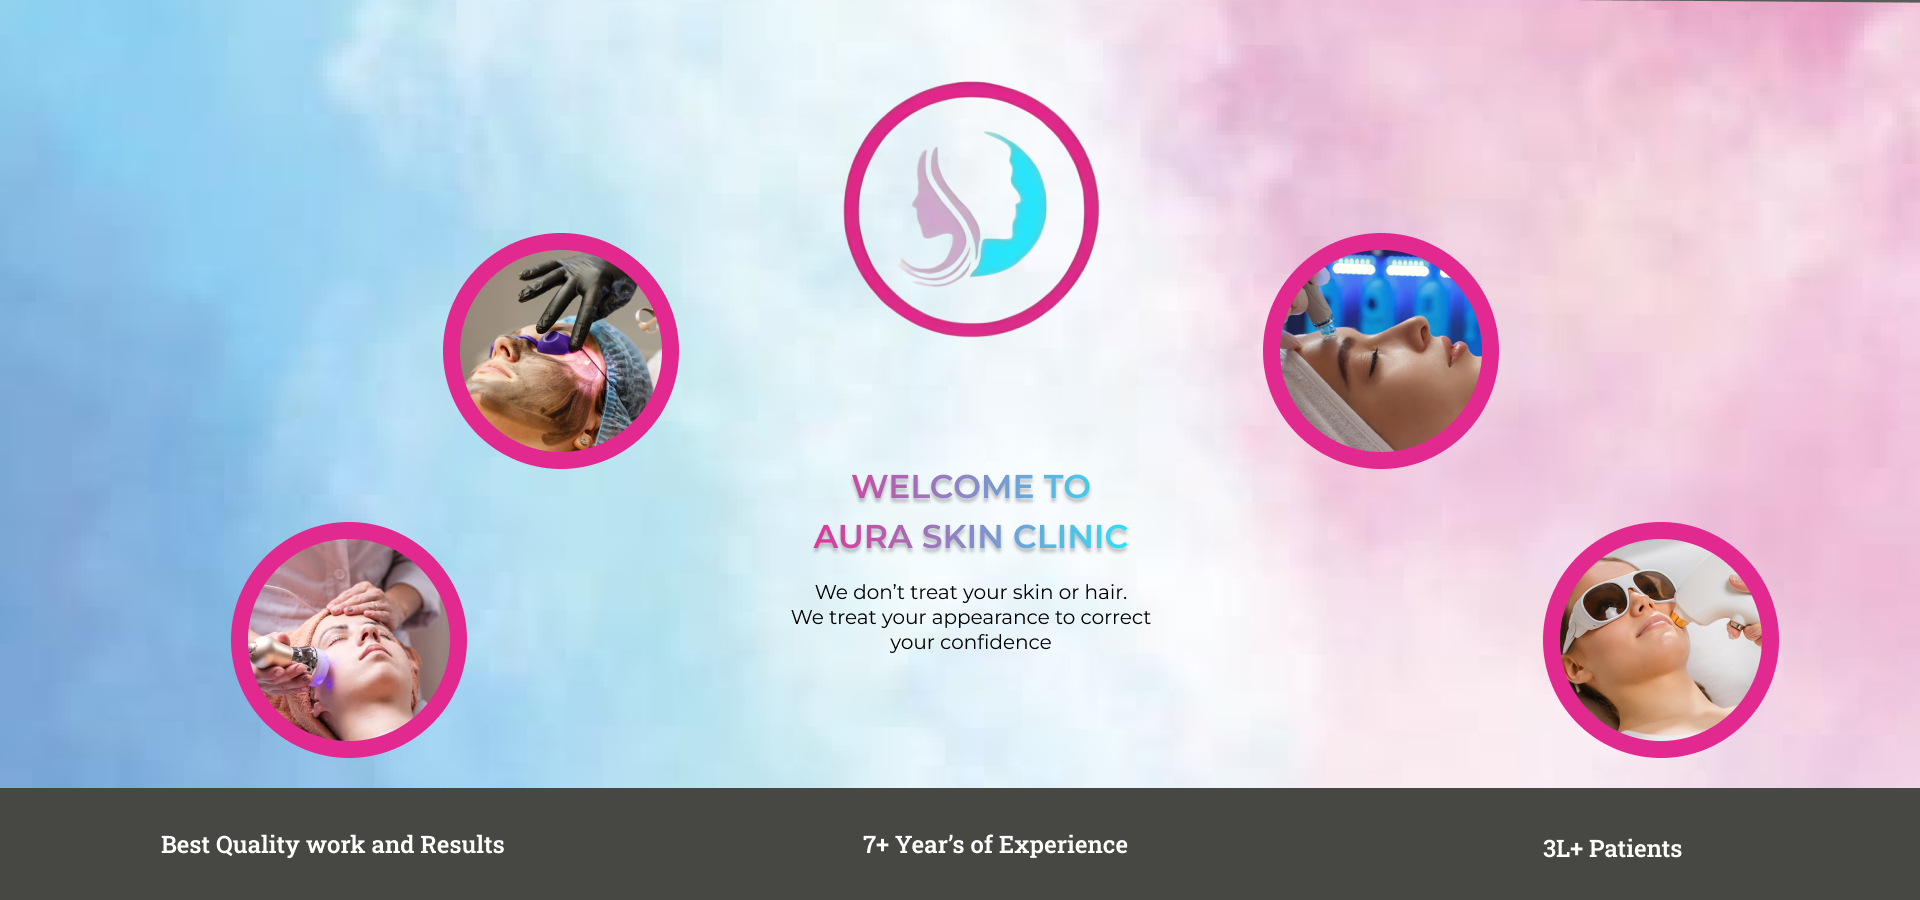 WELCOME TO
AURA SKIN CLINIC
We don’t treat your skin or hair.
We treat your appearance to correct
your confidence
Best Quality work and Results
7+ Year’s of Experience
3L+ Patients